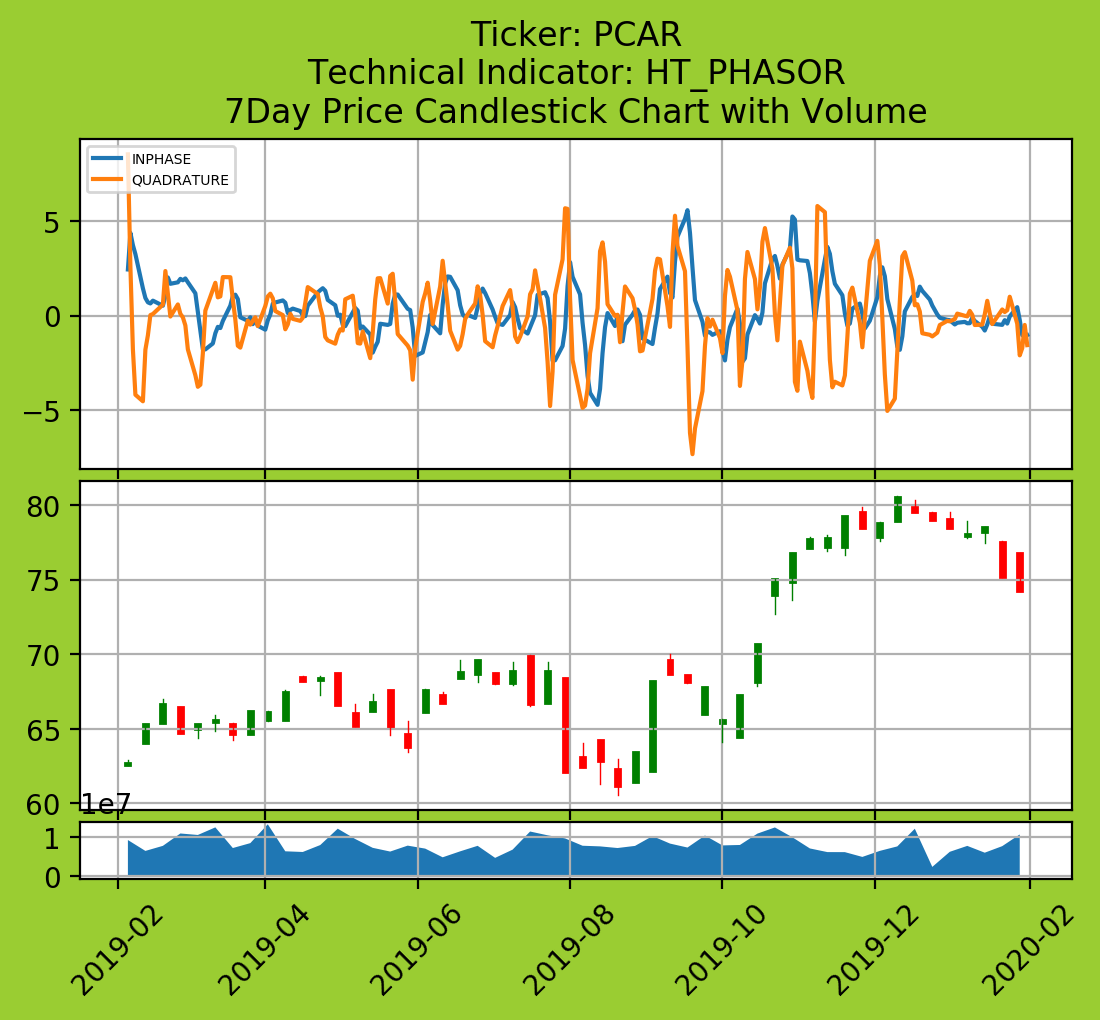 Ticker: PCAR
Technical Indicator: HT_PHASOR
7Day Price Candlestick Chart with Volume
INPHASE
QUADRATURE
5
0
−5
80
75
70
65
60
1e7
1
0
2019-02
2019-04
2019-06
2019-08
2019-10
2019-12
2020-02